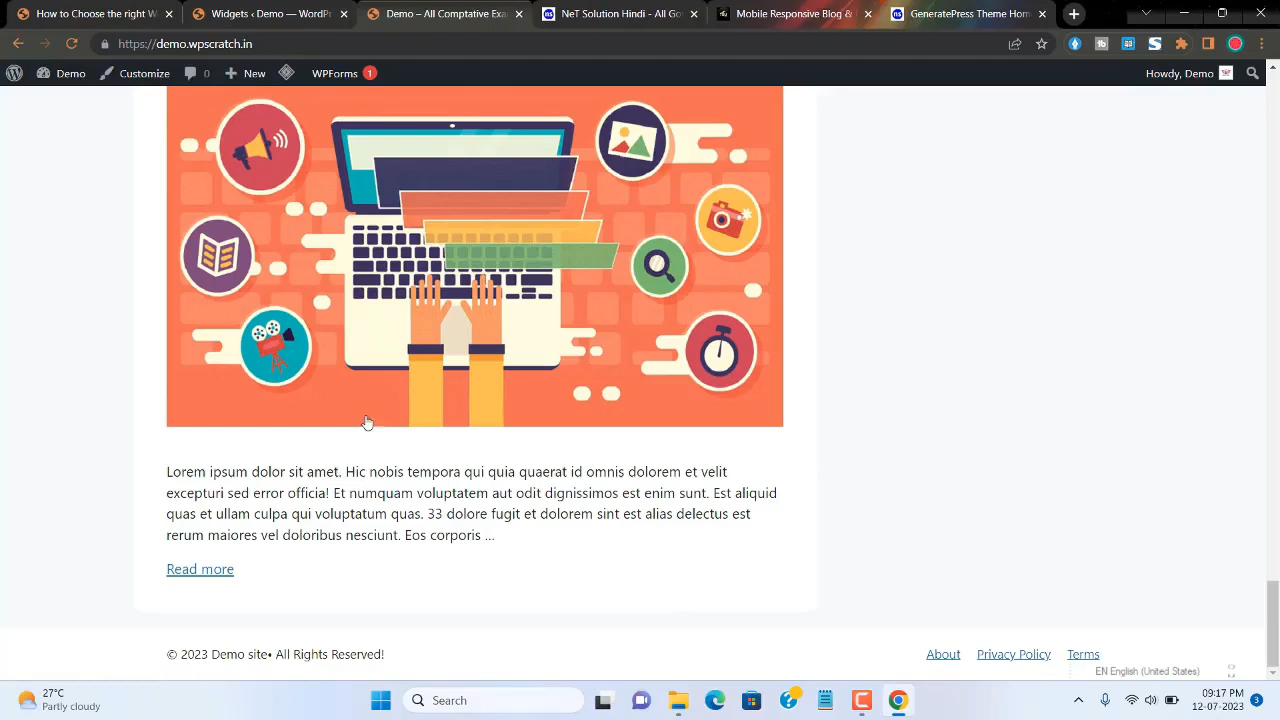 How to Choose the right W
Widgets ‹ Demo — WordPr
Demo – All Comptative Exa
NeT Solution Hindi - All Go
Mobile Responsive Blog &
GeneratePress Theme Hom
https://demo.wpscratch.in
Demo
Customize
0
New
WPForms 1
Howdy, Demo
Lorem ipsum dolor sit amet. Hic nobis tempora qui quia quaerat id omnis dolorem et velit
excepturi sed error officia! Et numquam voluptatem aut odit dignissimos est enim sunt. Est aliquid
quas et ullam culpa qui voluptatum quas. 33 dolore fugit et dolorem sint est alias delectus est
rerum maiores vel doloribus nesciunt. Eos corporis ...
Read more
© 2023 Demo site• All Rights Reserved!
About
Privacy Policy
Terms
EN English (United States)
27°C
Partly cloudy
Search
09:17 PM
12-07-2023
3